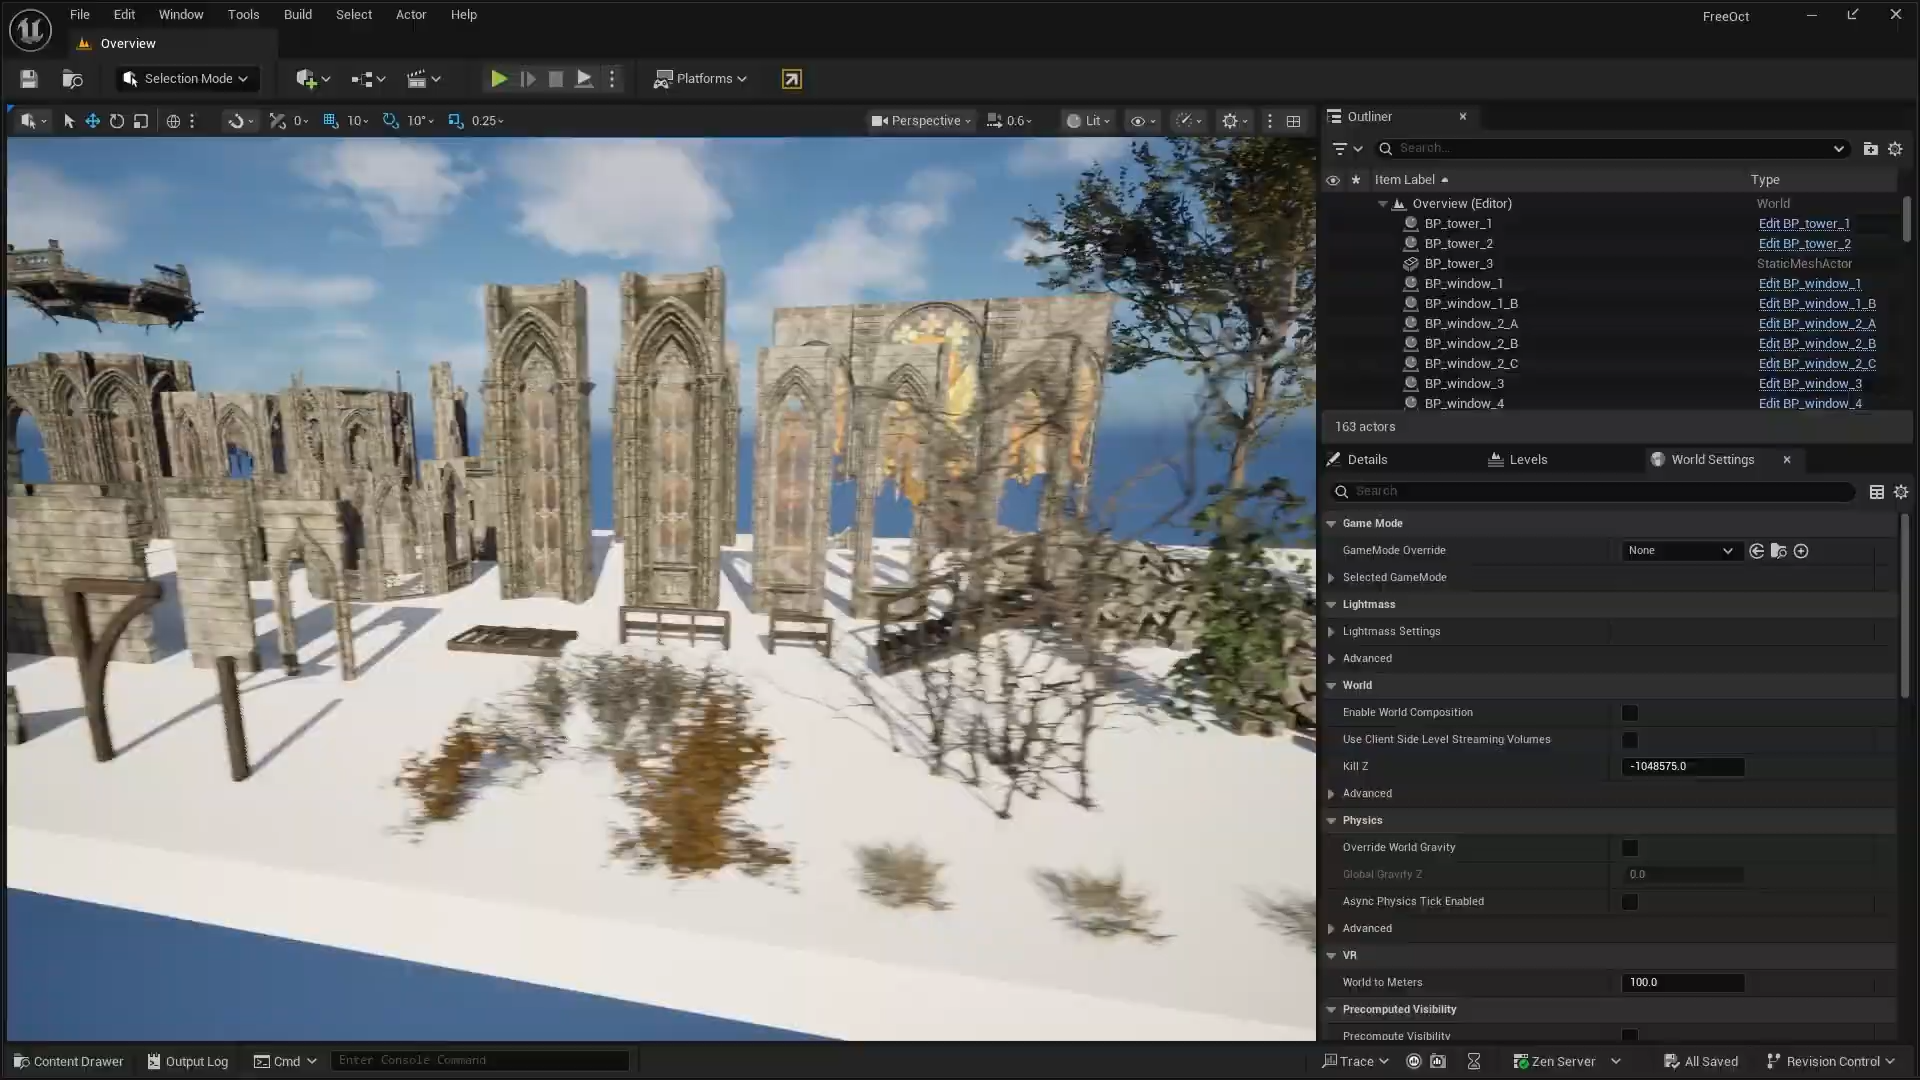 File Edit Window Tools Build Select Actor Help
FreeOct
Overview
Selection Mode
Platforms
0 10 10° 0.25
Perspective 0.6 Lit
Outliner
Search...
Item Label Type
Overview (Editor) World
BP_tower_1 Edit BP_tower_1
BP_tower_2 Edit BP_tower_2
BP_tower_3 StaticMeshActor
BP_window_1 Edit BP_window_1
BP_window_1_B Edit BP_window_1_B
BP_window_2_A Edit BP_window_2_A
BP_window_2_B Edit BP_window_2_B
BP_window_2_C Edit BP_window_2_C
BP_window_3 Edit BP_window_3
BP_window_4 Edit BP_window_4
163 actors
Details Levels World Settings
Search
Game Mode
GameMode Override None
Selected GameMode
Lightmass
Lightmass Settings
Advanced
World
Enable World Composition
Use Client Side Level Streaming Volumes
Kill Z -1048575.0
Advanced
Physics
Override World Gravity
Global Gravity Z 0.0
Async Physics Tick Enabled
Advanced
VR
World to Meters 100.0
Precomputed Visibility
Precompute Visibility
Content Drawer Output Log Cmd Enter Console Command
Trace Zen Server All Saved Revision Control